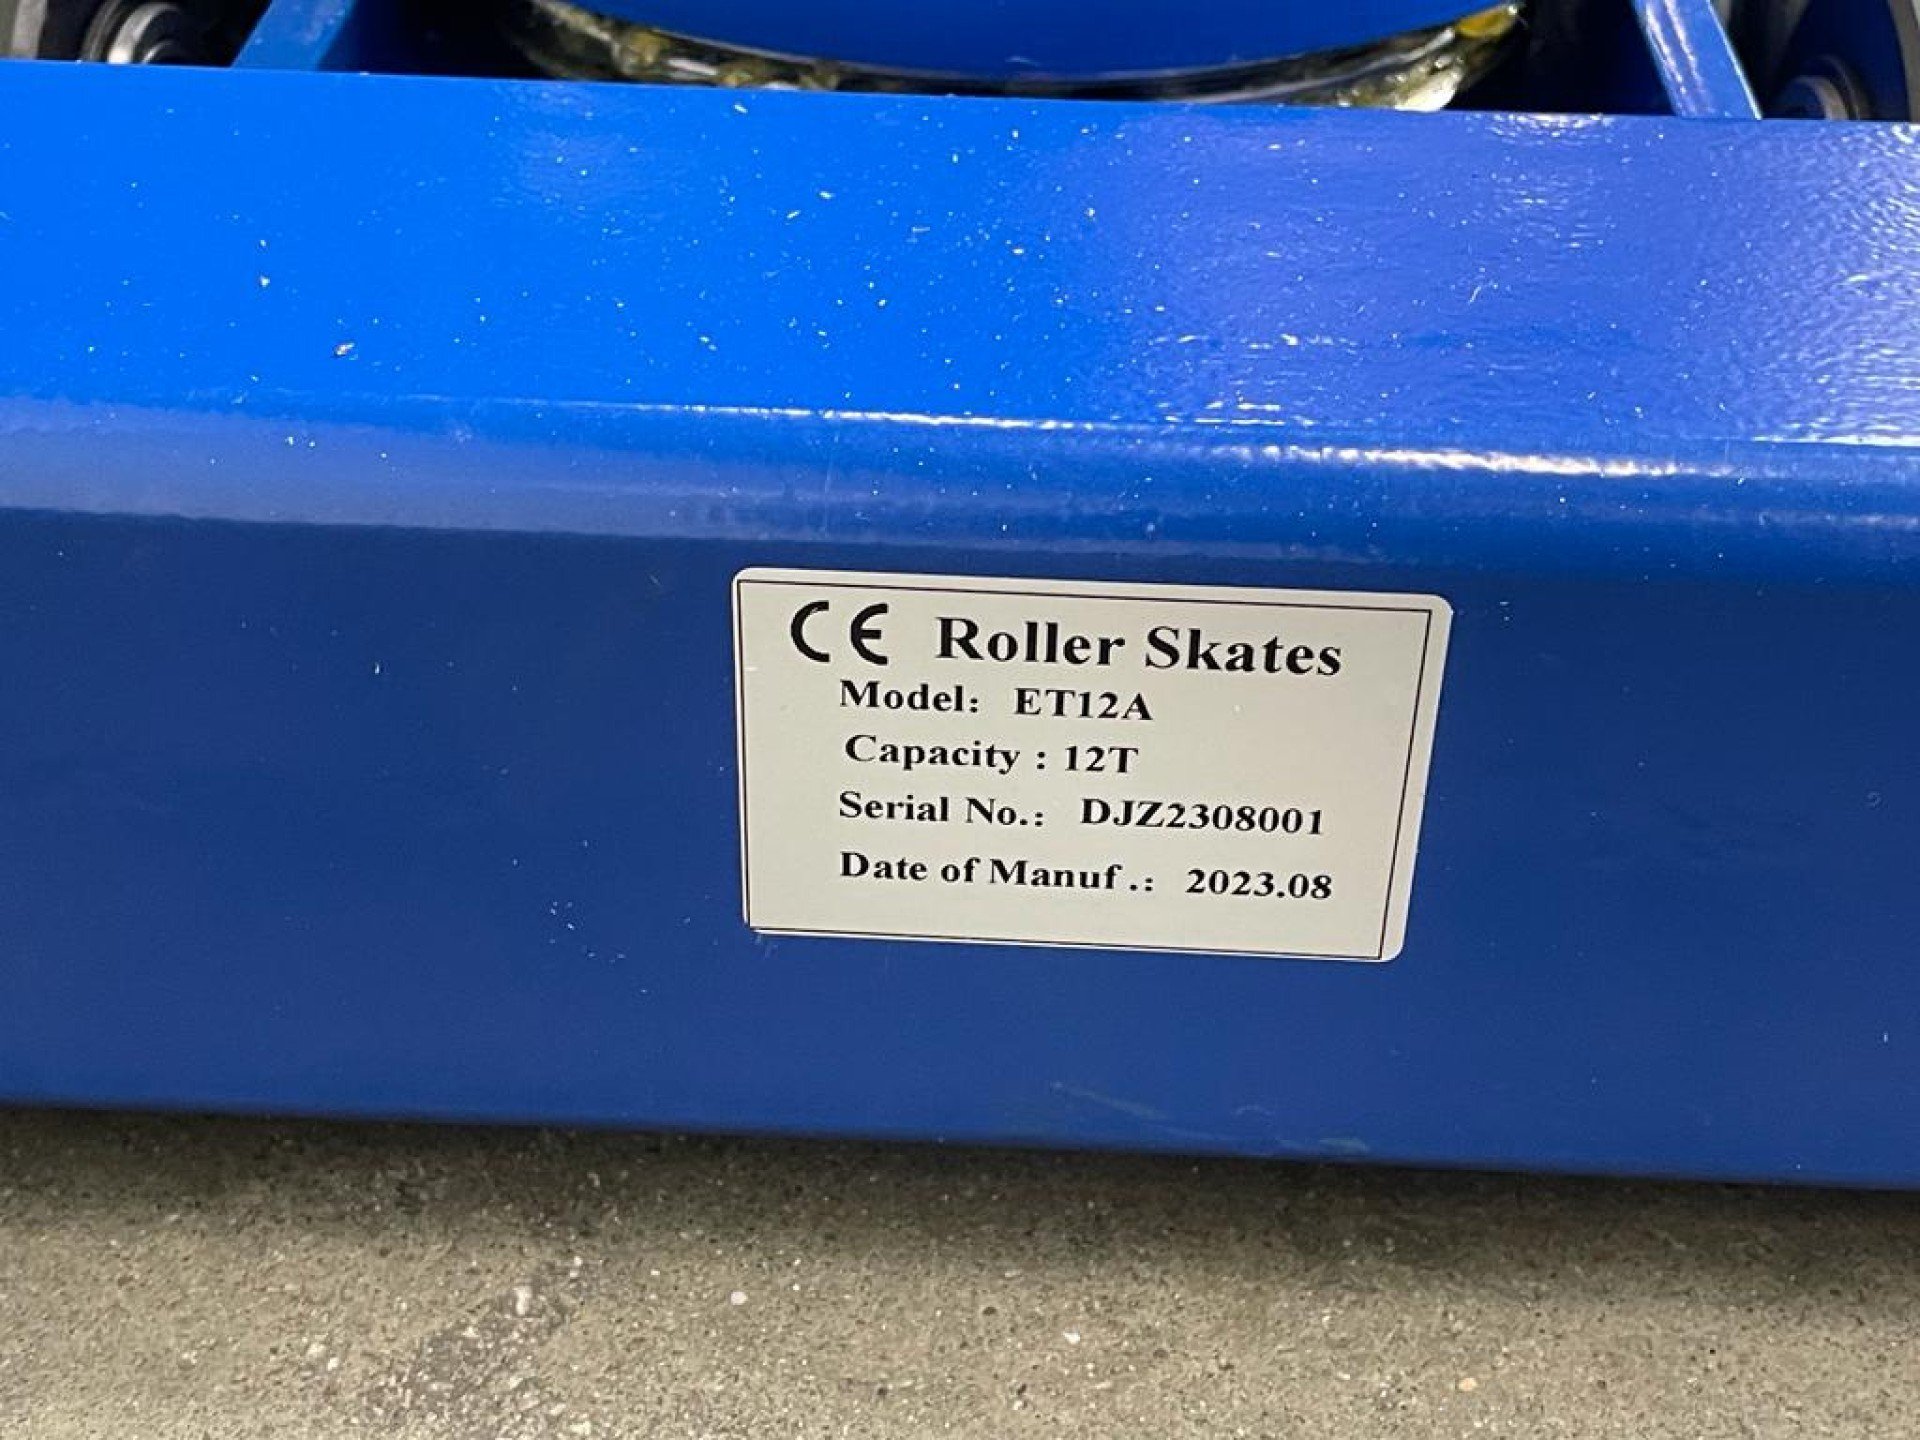 CE Roller Skates
Model: ET12A
Capacity : 12T
Serial No.: DJZ2308001
Date of Manuf .: 2023.08